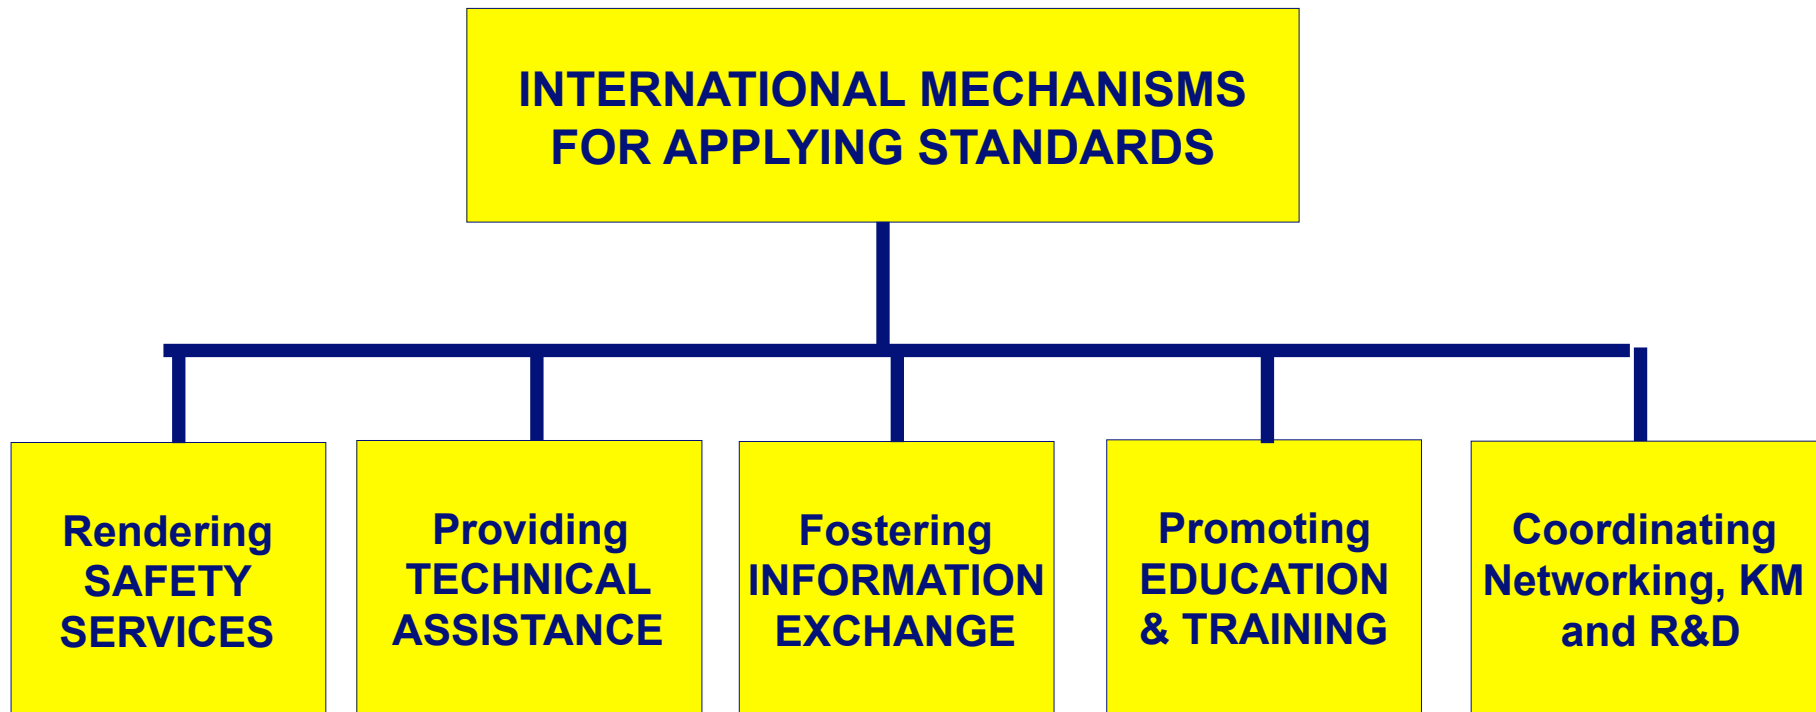 INTERNATIONAL MECHANISMS
FOR APPLYING STANDARDS
Rendering
SAFETY
SERVICES
Providing
TECHNICAL
ASSISTANCE
Fostering
INFORMATION
EXCHANGE
Promoting
EDUCATION
& TRAINING
Coordinating
Networking, KM
and R&D